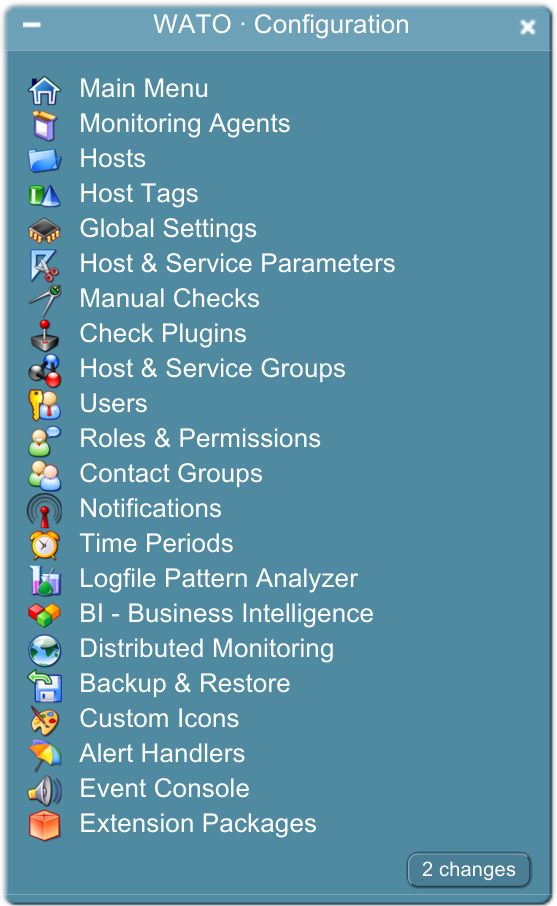 WATO · Configuration
Main Menu
Monitoring Agents
Hosts
Host Tags
Global Settings
Host & Service Parameters
Manual Checks
Check Plugins
Host & Service Groups
Users
Roles & Permissions
Contact Groups
Notifications
Time Periods
Logfile Pattern Analyzer
BI - Business Intelligence
Distributed Monitoring
Backup & Restore
Custom Icons
Alert Handlers
Event Console
Extension Packages
2 changes